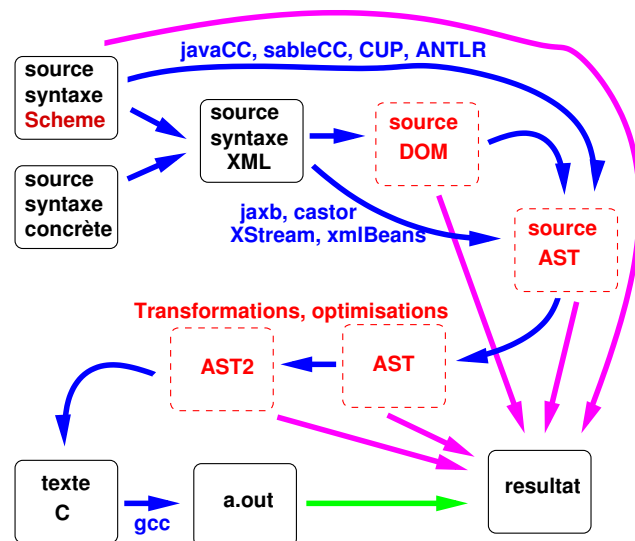 javaCC, sableCC, CUP, ANTLR
source
syntaxe
Scheme
source
syntaxe
XML
source
DOM
source
syntaxe
concrète
jaxb, castor
XStream, xmlBeans
source
AST
Transformations, optimisations
AST2
AST
texte
C
gcc
a.out
resultat